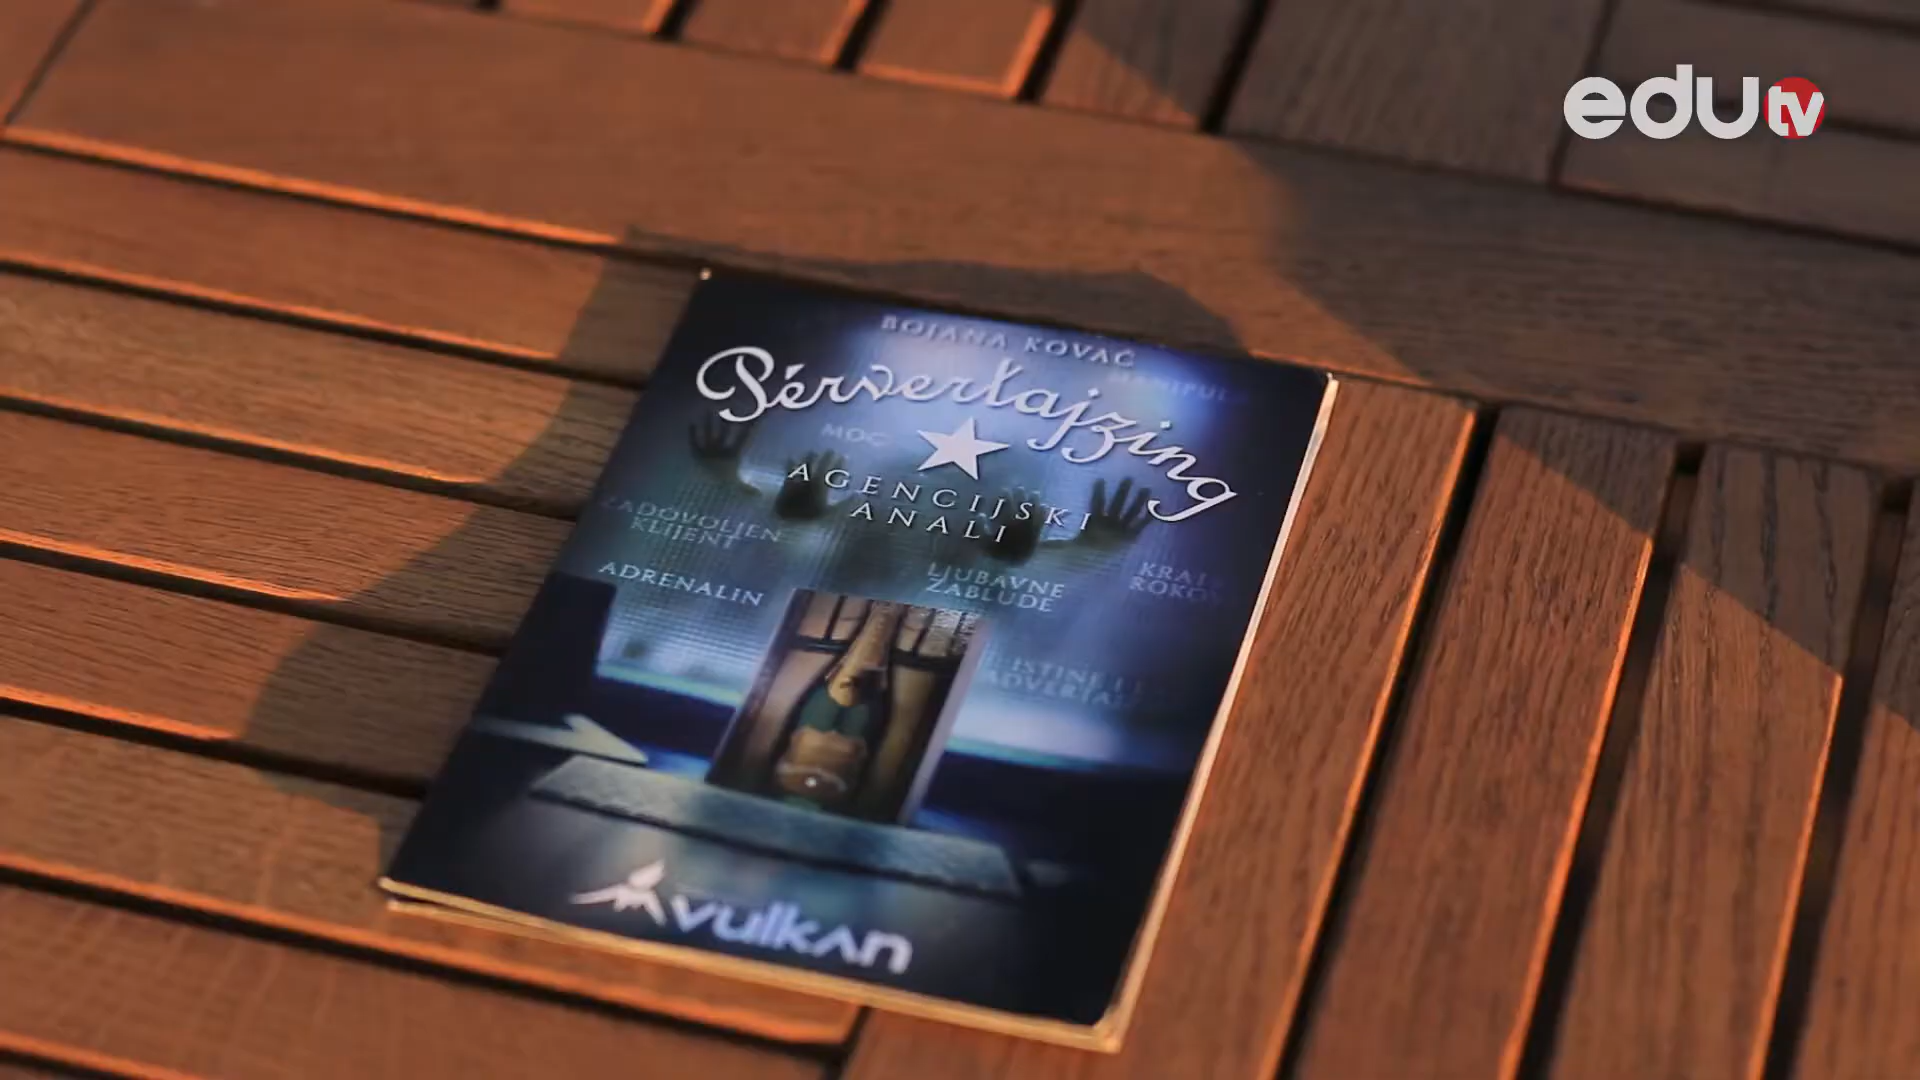 edutv
BOJANA KOVAČ
Pérvertajzing
MOĆ
AGENCIJSKI
ANALI
ZADOVOLJEN
KLIJENT
ADRENALIN
LJUBAVNE
ZABLUDE
vulkan